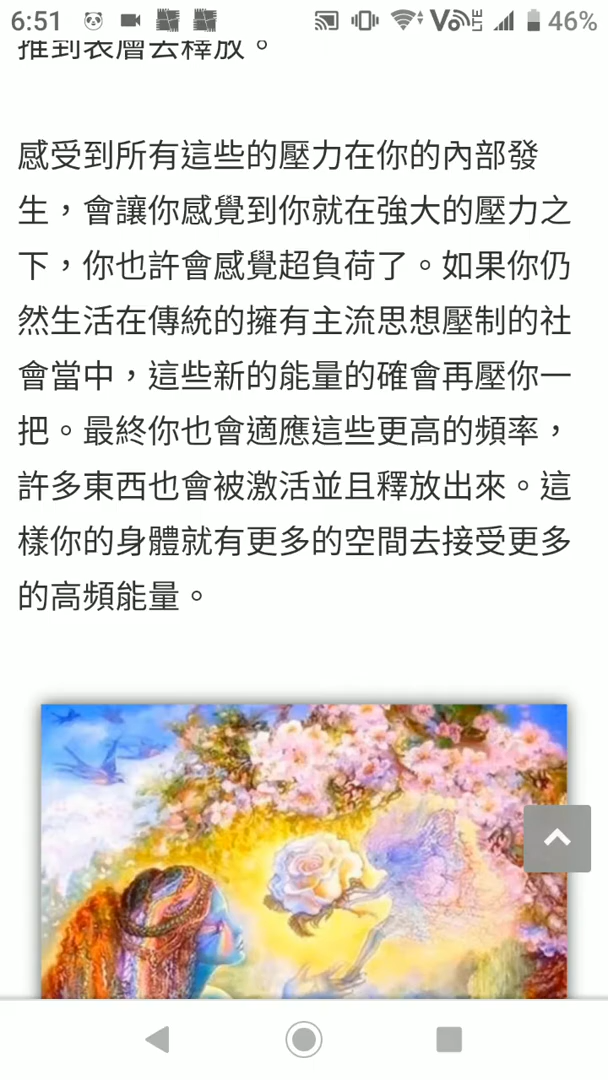 6:51 VoLTE 46%
推到表層去釋放。
感受到所有這些的壓力在你的內部發
生，會讓你感覺到你就在強大的壓力之
下，你也許會感覺超負荷了。如果你仍
然生活在傳統的擁有主流思想壓制的社
會當中，這些新的能量的確會再壓你一
把。最終你也會適應這些更高的頻率，
許多東西也會被激活並且釋放出來。這
樣你的身體就有更多的空間去接受更多
的高頻能量。